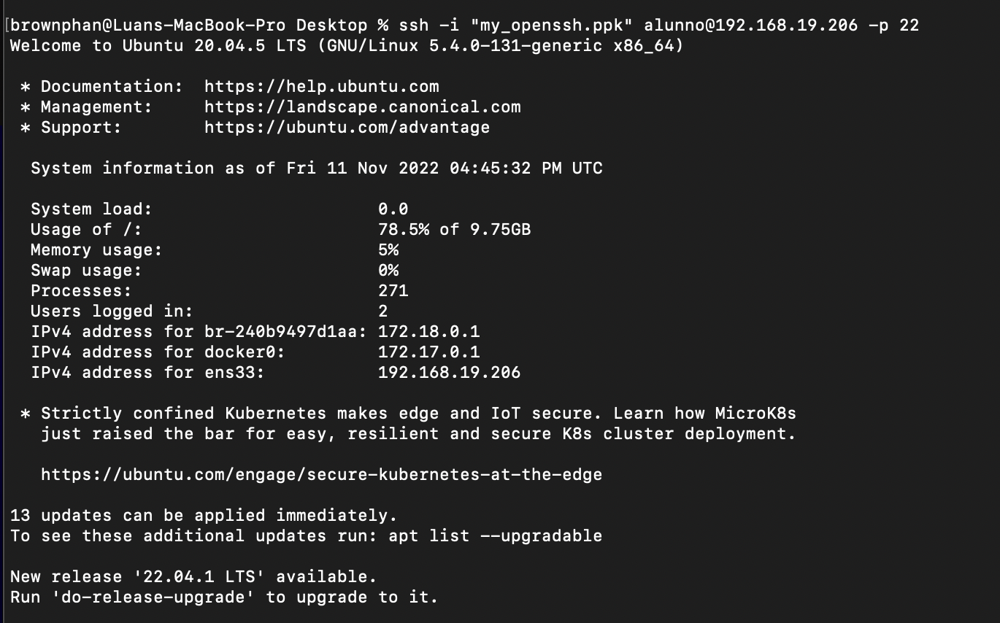 [brownphan@Luans-MacBook-Pro Desktop % ssh -i "my_openssh.ppk" alunno@192.168.19.206 -p 22
Welcome to Ubuntu 20.04.5 LTS (GNU/Linux 5.4.0-131-generic x86_64)
* Documentation:  https://help.ubuntu.com
* Management:     https://landscape.canonical.com
* Support:        https://ubuntu.com/advantage
System information as of Fri 11 Nov 2022 04:45:32 PM UTC
System load:                      0.0
Usage of /:                       78.5% of 9.75GB
Memory usage:                     5%
Swap usage:                       0%
Processes:                        271
Users logged in:                  2
IPv4 address for br-240b9497d1aa: 172.18.0.1
IPv4 address for docker0:         172.17.0.1
IPv4 address for ens33:           192.168.19.206
* Strictly confined Kubernetes makes edge and IoT secure. Learn how MicroK8s
just raised the bar for easy, resilient and secure K8s cluster deployment.
https://ubuntu.com/engage/secure-kubernetes-at-the-edge
13 updates can be applied immediately.
To see these additional updates run: apt list --upgradable
New release '22.04.1 LTS' available.
Run 'do-release-upgrade' to upgrade to it.